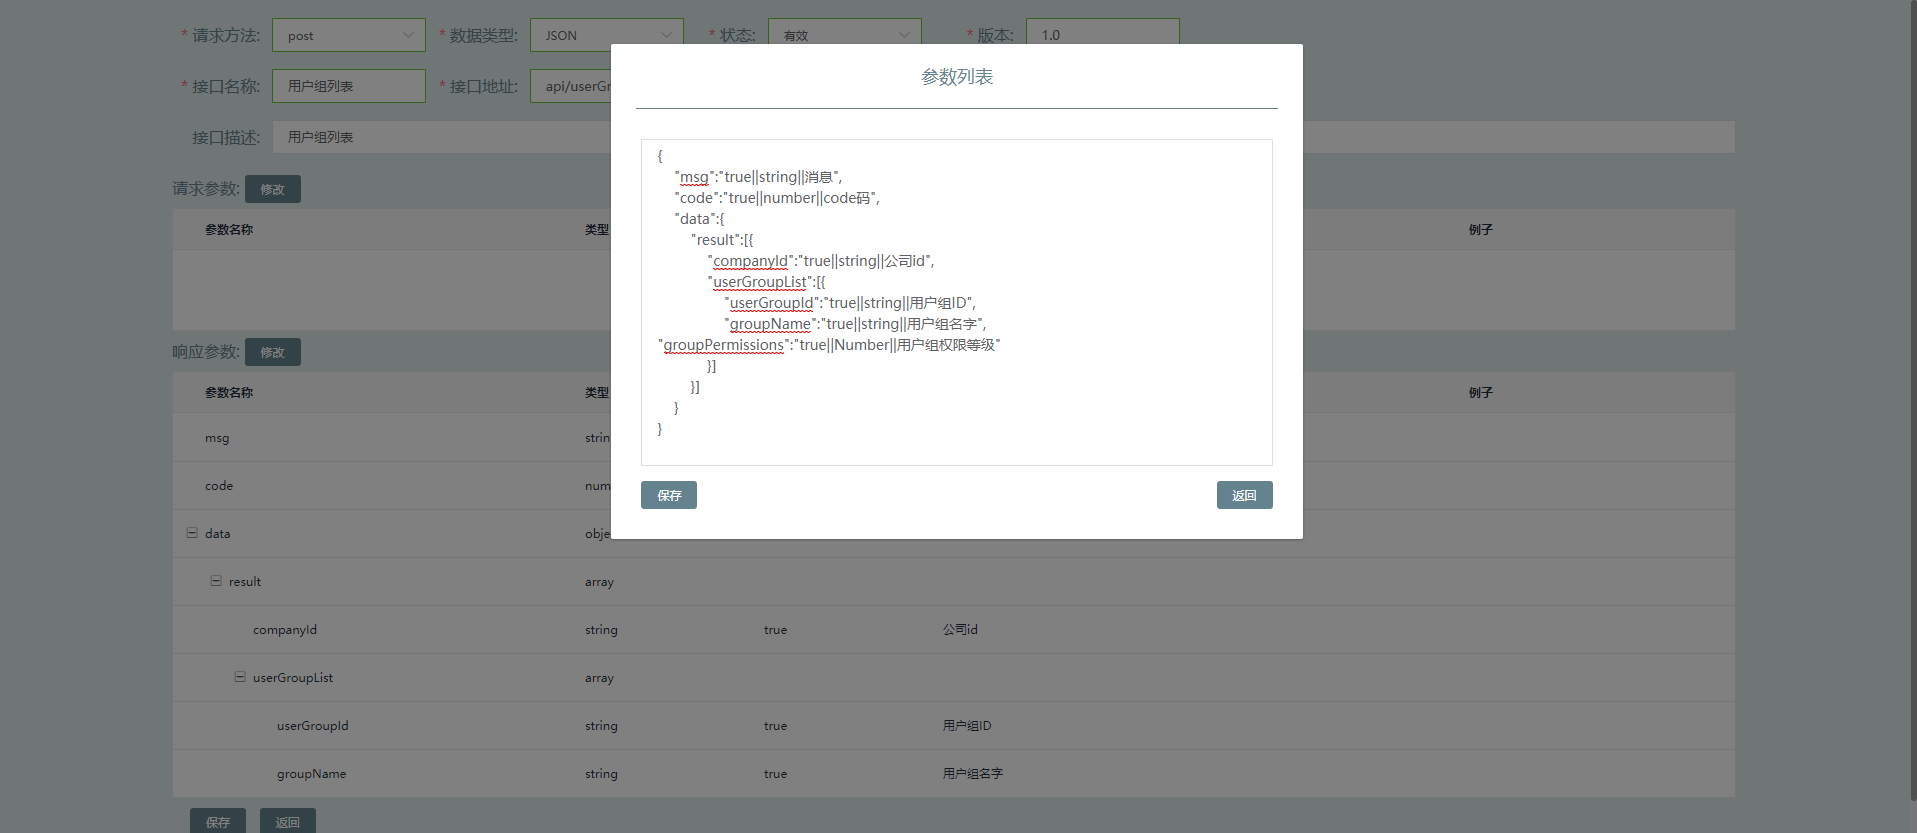 * 请求方法: post * 数据类型: JSON * 状态: 有效 * 版本: 1.0
* 接口名称: 用户组列表 * 接口地址: api/userGr
接口描述: 用户组列表
请求参数: 修改
参数名称 类型 例子
响应参数: 修改
参数名称 类型 例子
msg strin
code num
data obje
result array
companyId string true 公司id
userGroupList array
userGroupId string true 用户组ID
groupName string true 用户组名字
保存 返回
参数列表
{
"msg":"true||string||消息",
"code":"true||number||code码",
"data":{
"result":[{
"companyId":"true||string||公司id",
"userGroupList":[{
"userGroupId":"true||string||用户组ID",
"groupName":"true||string||用户组名字",
"groupPermissions":"true||Number||用户组权限等级"
}]
}]
}
}
保存 返回